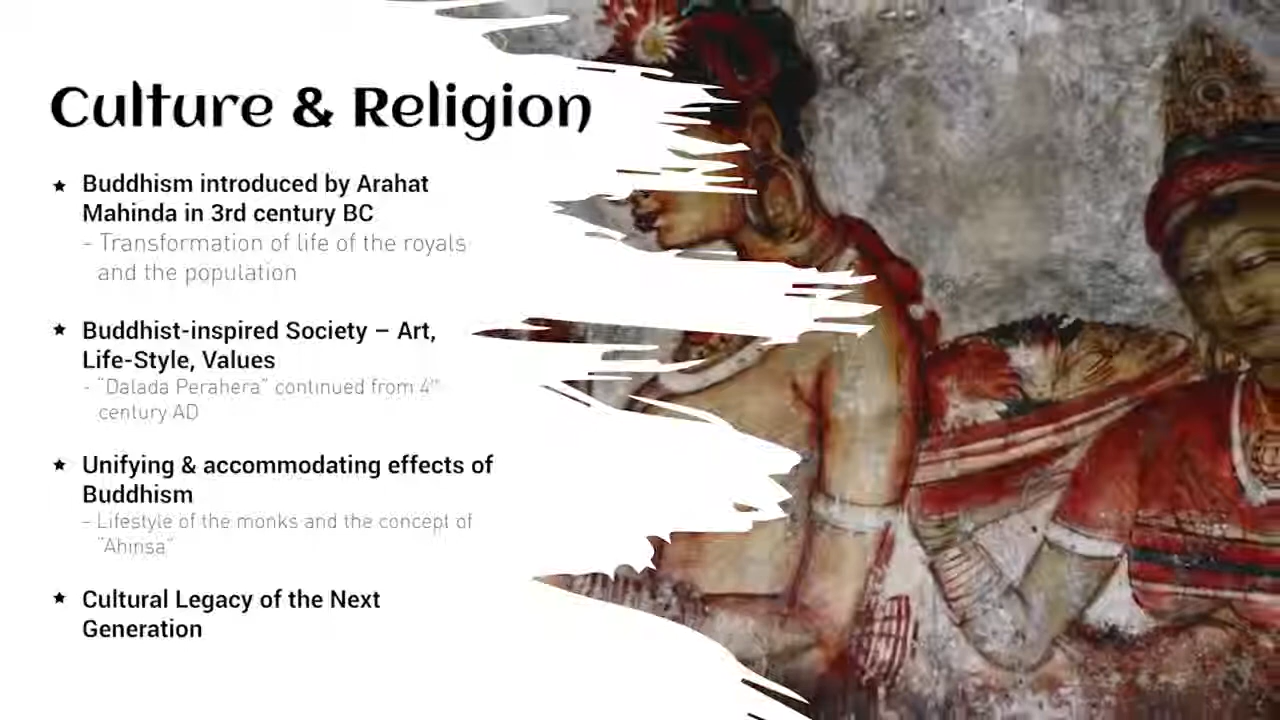 Culture & Religion
Buddhism introduced by Arahat
Mahinda in 3rd century BC
- Transformation of life of the royals
and the population
Buddhist-inspired Society – Art,
Life-Style, Values
- "Dalada Perahera" continued from 4th
century AD
Unifying & accommodating effects of
Buddhism
- Lifestyle of the monks and the concept of
"Ahinsa"
Cultural Legacy of the Next
Generation